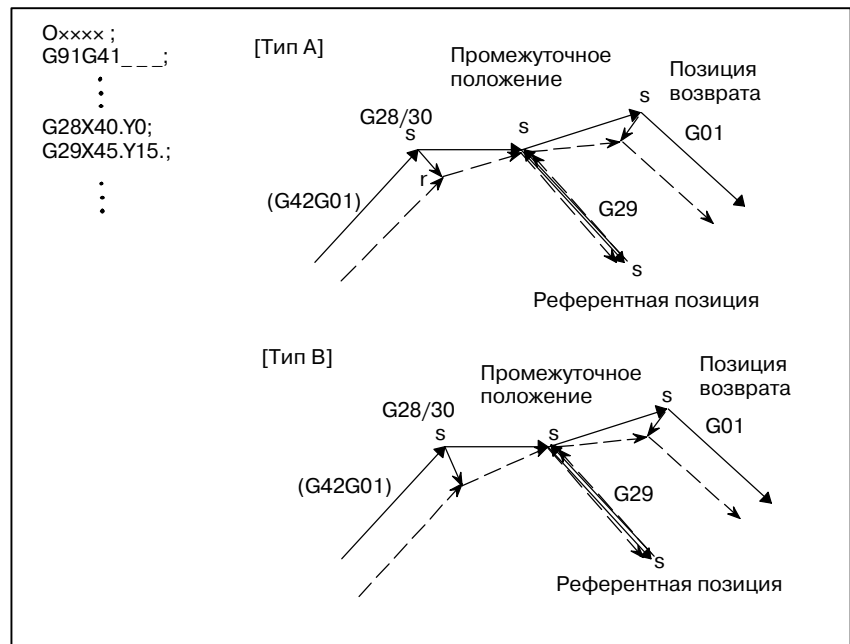 O×××× ;
G91G41_ _ _;
G28X40.Y0;
G29X45.Y15.;
[Тип A]
Промежуточное
положение
Позиция
возврата
G28/30
s
s
s
G01
r
(G42G01)
G29
s
Референтная позиция
[Тип B]
Промежуточное
положение
Позиция
возврата
G28/30
s
s
s
G01
(G42G01)
G29
s
Референтная позиция